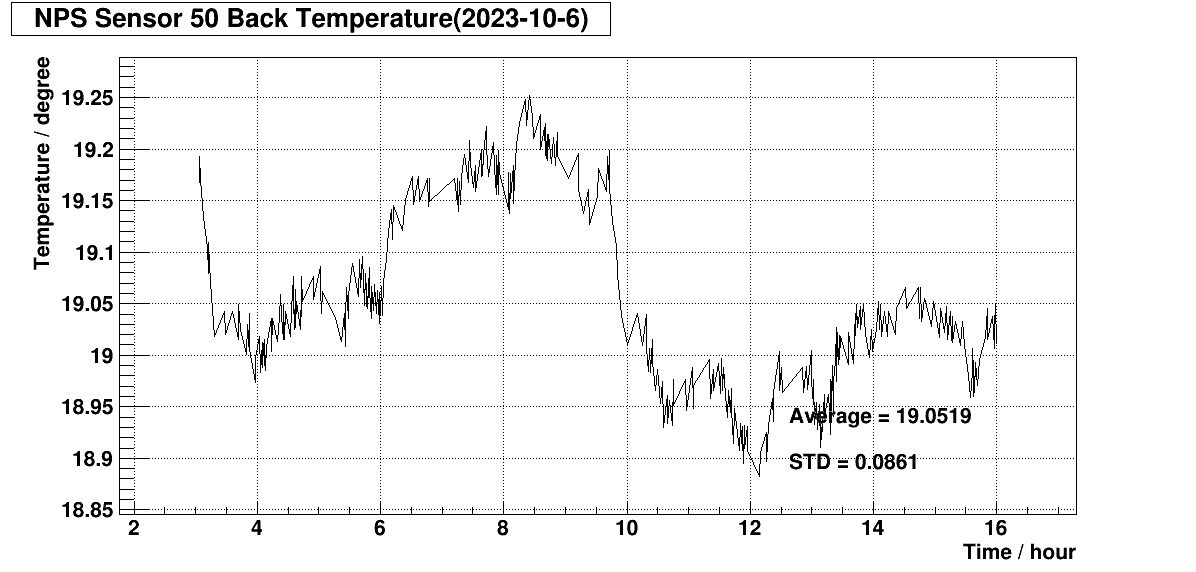 NPS Sensor 50 Back Temperature(2023-10-6)
Temperature / degree
19.25
19.2
19.15
19.1
19.05
19
18.95
18.9
18.85
Average = 19.0519
STD = 0.0861
2 4 6 8 10 12 14 16
Time / hour